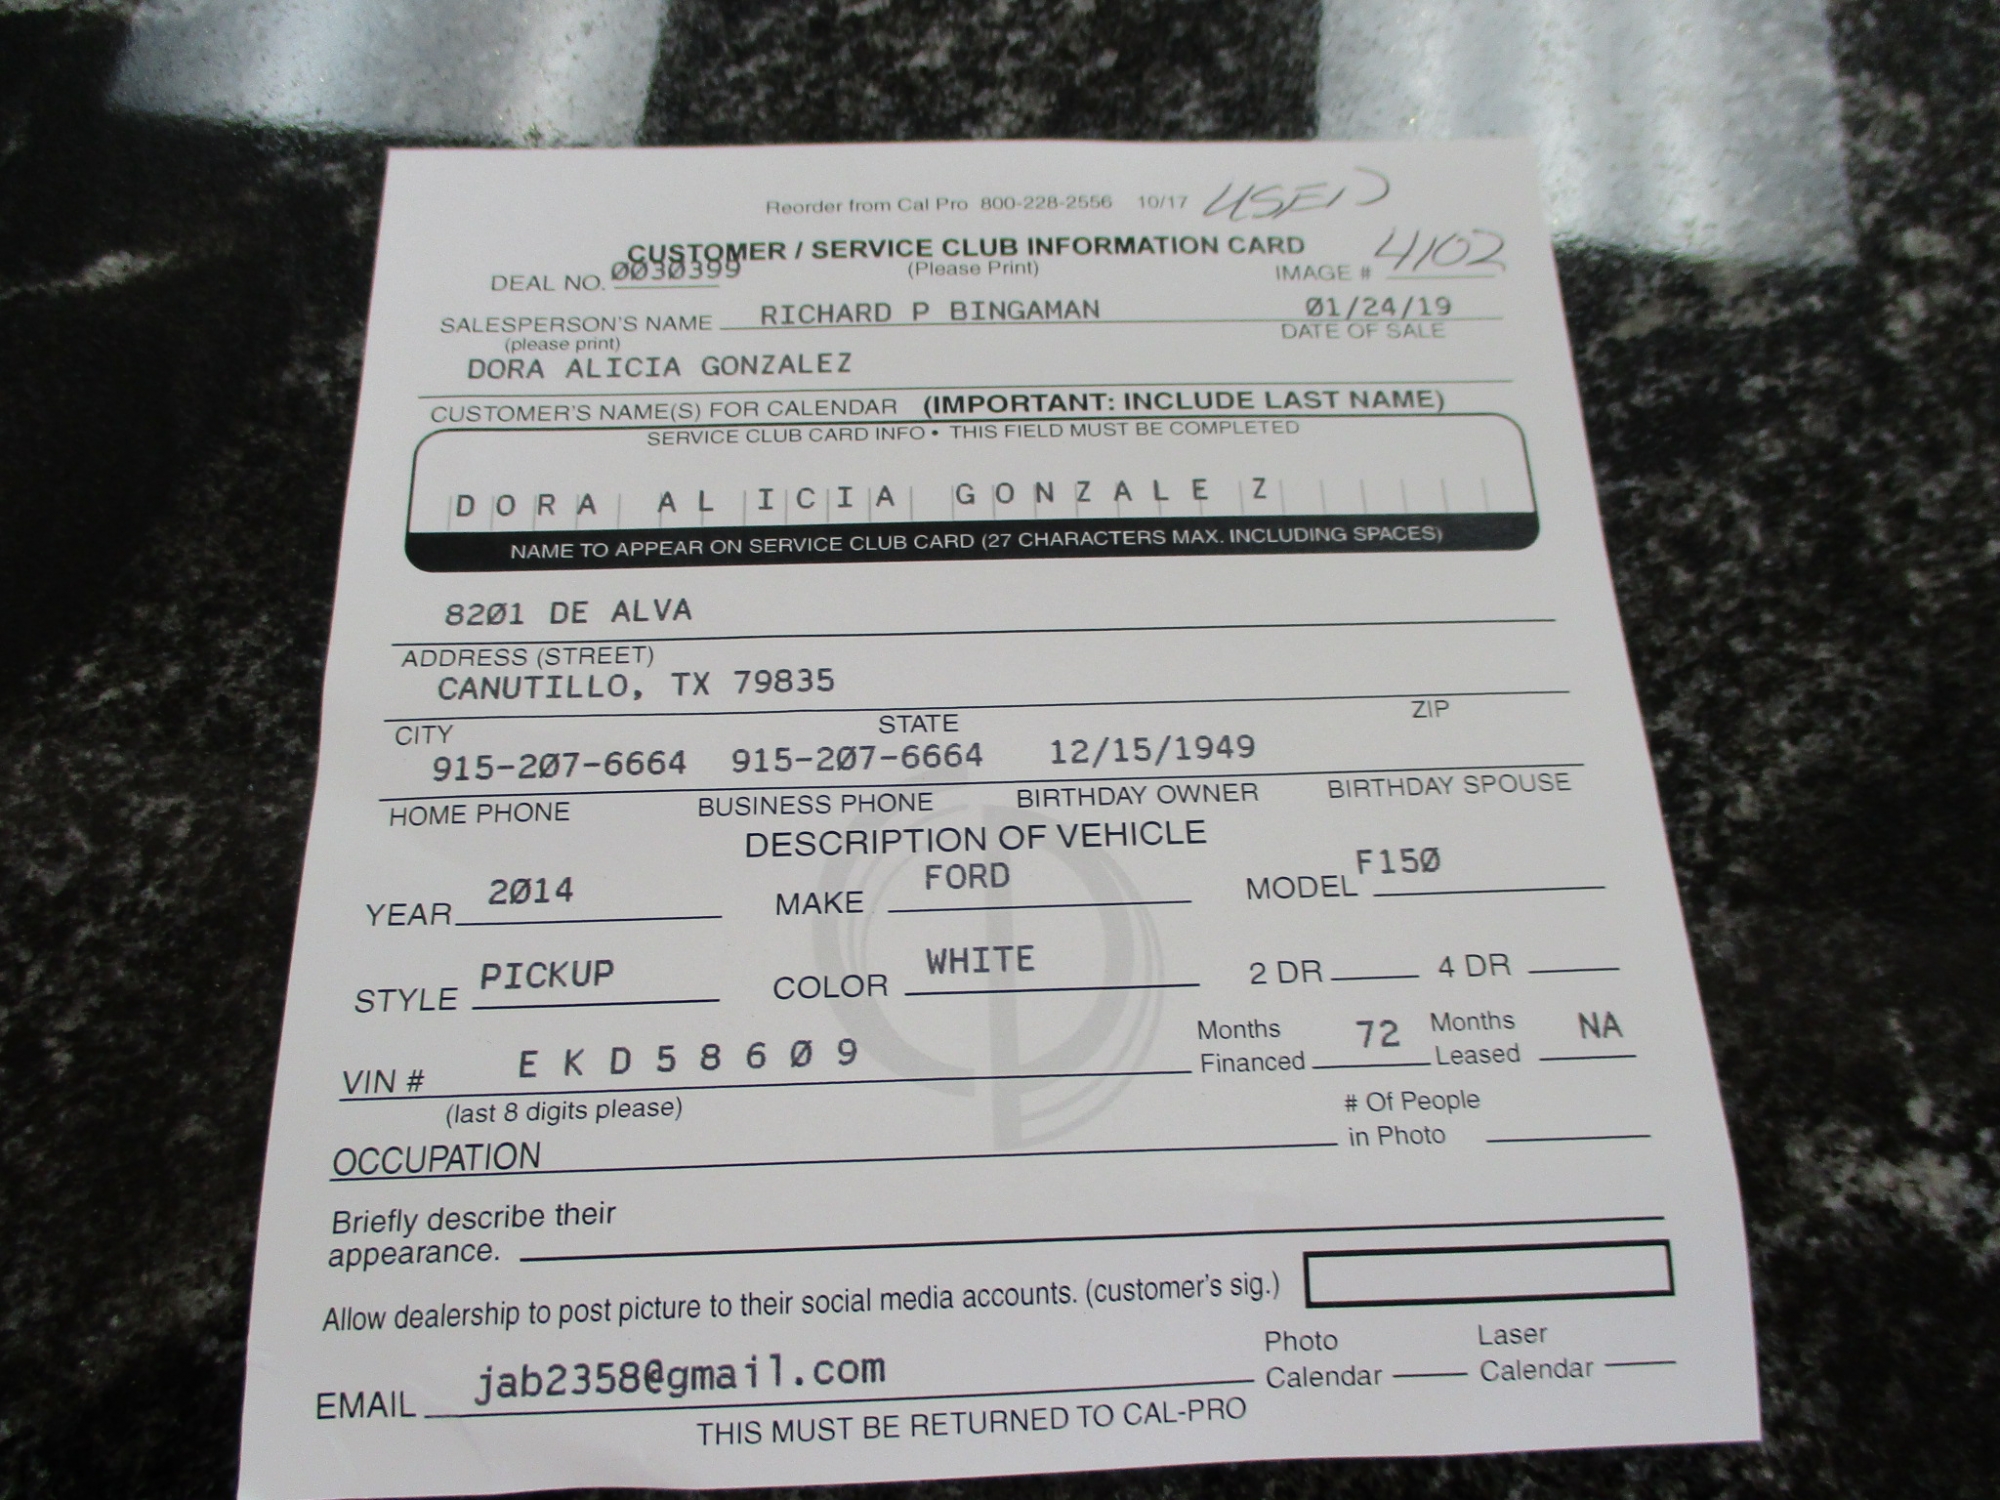 Reorder from Cal Pro 800-228-2556 10/17 USED
CUSTOMER / SERVICE CLUB INFORMATION CARD
DEAL NO. 0030399 (Please Print) IMAGE # 4102
SALESPERSON'S NAME RICHARD P BINGAMAN 01/24/19
(please print) DATE OF SALE
DORA ALICIA GONZALEZ
CUSTOMER'S NAME(S) FOR CALENDAR (IMPORTANT: INCLUDE LAST NAME)
SERVICE CLUB CARD INFO • THIS FIELD MUST BE COMPLETED
DORA ALICIA GONZALEZ
NAME TO APPEAR ON SERVICE CLUB CARD (27 CHARACTERS MAX. INCLUDING SPACES)
8201 DE ALVA
ADDRESS (STREET)
CANUTILLO, TX 79835
CITY STATE ZIP
915-207-6664 915-207-6664 12/15/1949
HOME PHONE BUSINESS PHONE BIRTHDAY OWNER BIRTHDAY SPOUSE
DESCRIPTION OF VEHICLE
YEAR 2014 MAKE FORD MODEL F150
STYLE PICKUP COLOR WHITE 2 DR 4 DR
VIN # EKD58609 Months Financed 72 Months Leased NA
(last 8 digits please)
OCCUPATION # Of People in Photo
Briefly describe their
appearance.
Allow dealership to post picture to their social media accounts. (customer's sig.)
EMAIL jab2358@gmail.com Photo Calendar Laser Calendar
THIS MUST BE RETURNED TO CAL-PRO